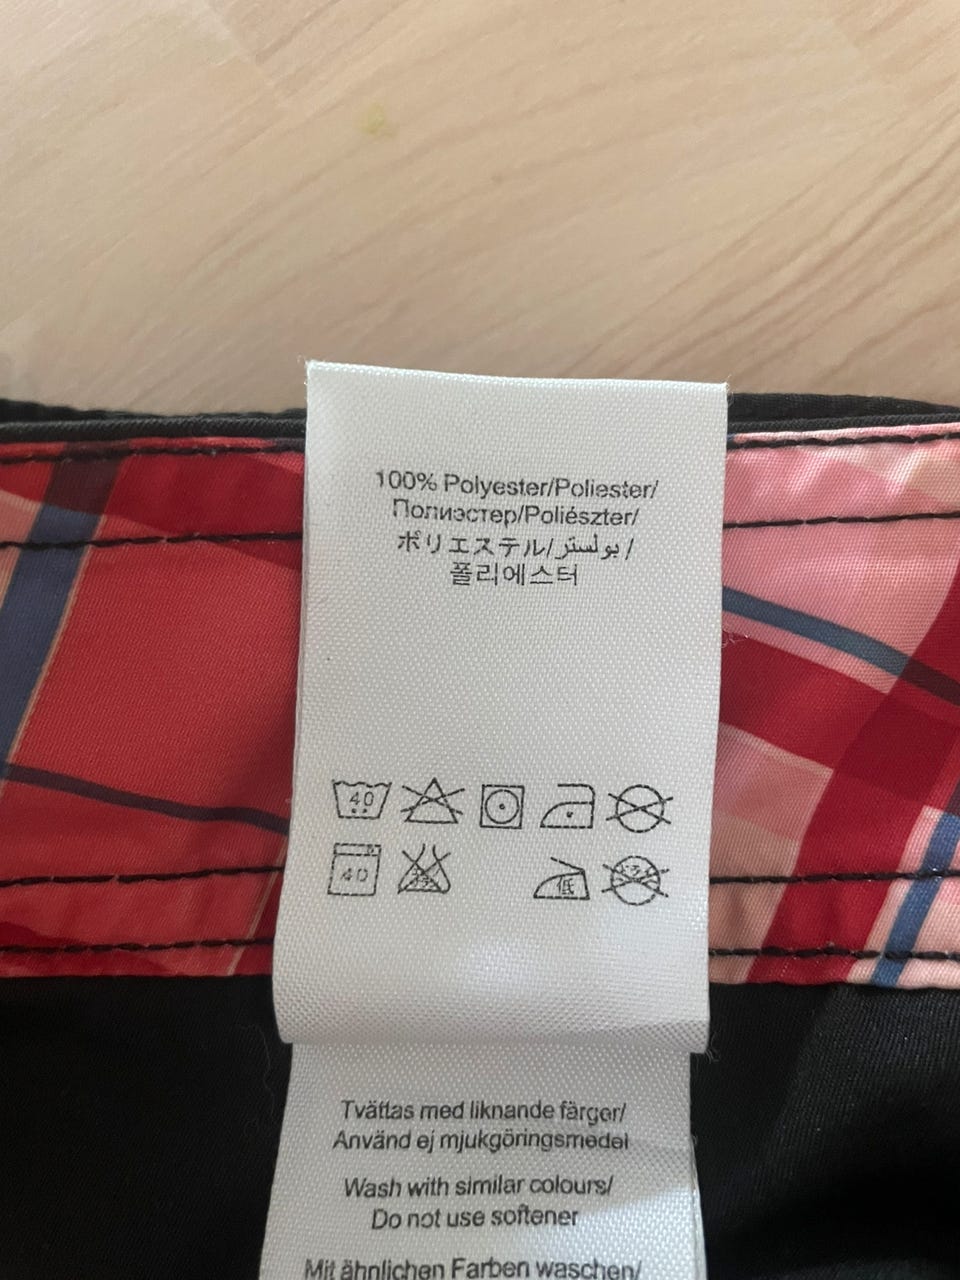 100% Polyester/Poliester/
Полиэстер/Poliészter/
ポリエステル/بولستر/
폴리에스터
40
40
低
Tvättas med liknande färger/
Använd ej mjukgöringsmedel
Wash with similar colours/
Do not use softener
Mit ähnlichen Farben waschen/